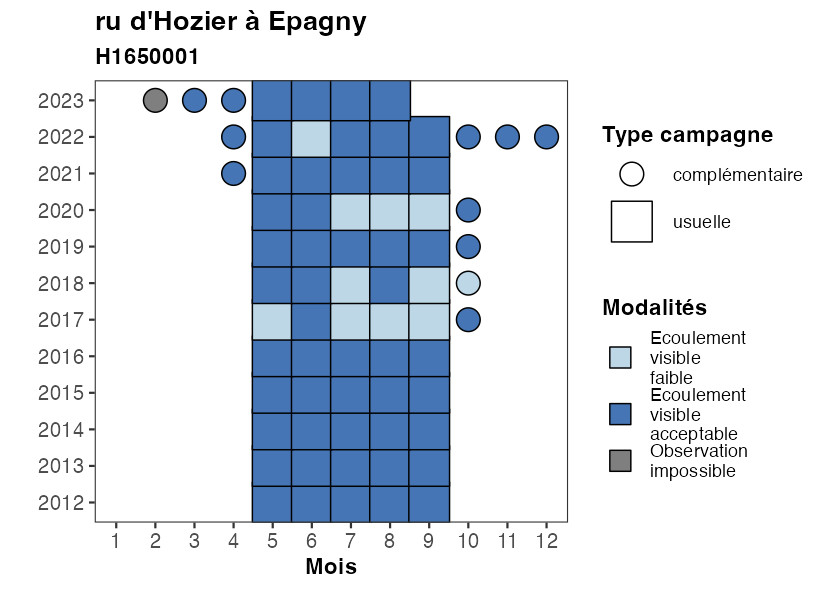 ru d'Hozier à Epagny
H1650001
2023
2022
2021
2020
2019
2018
2017
2016
2015
2014
2013
2012
1 2 3 4 5 6 7 8 9 10 11 12
Mois
Type campagne
complémentaire
usuelle
Modalités
Ecoulement
visible
faible
Ecoulement
visible
acceptable
Observation
impossible